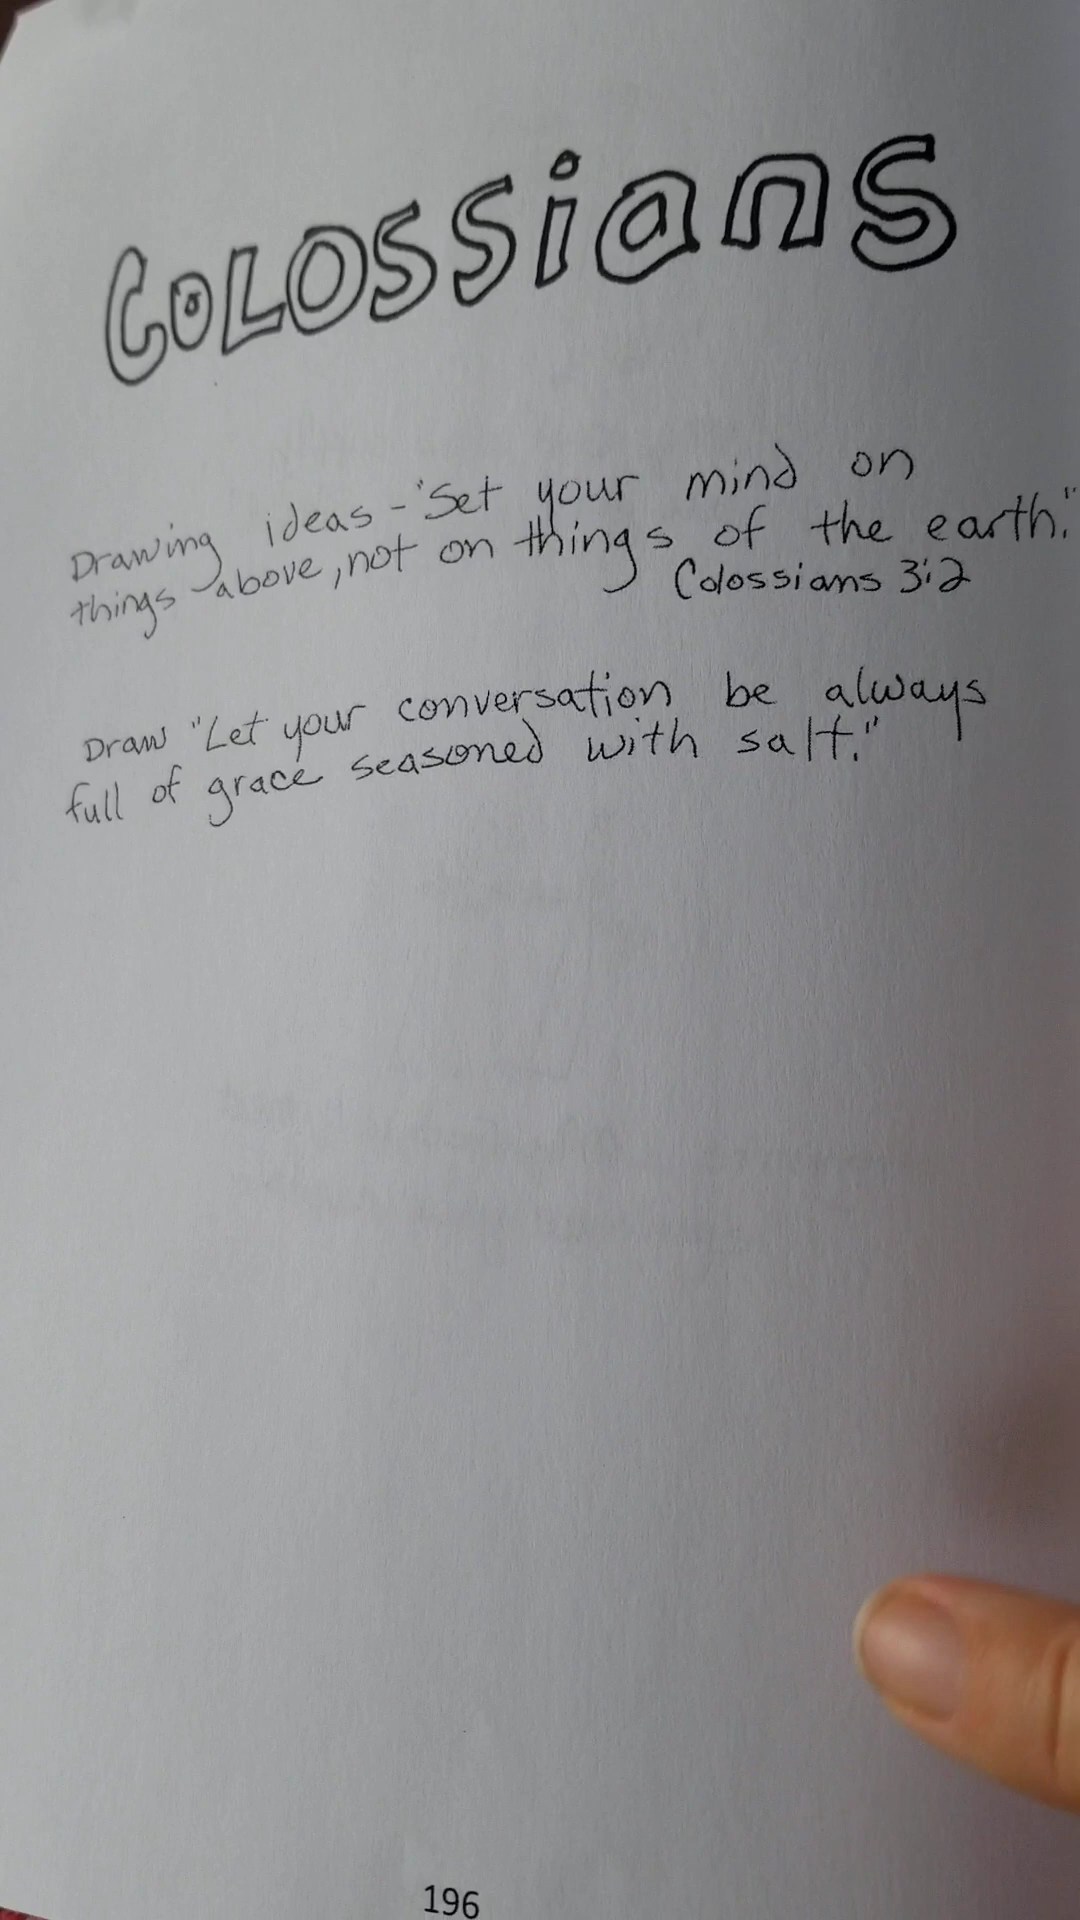 COLOSSians
Drawing ideas - "Set your mind on
things above, not on things of the earth."
Colossians 3:2
Draw "Let your conversation be always
full of grace seasoned with salt."
196